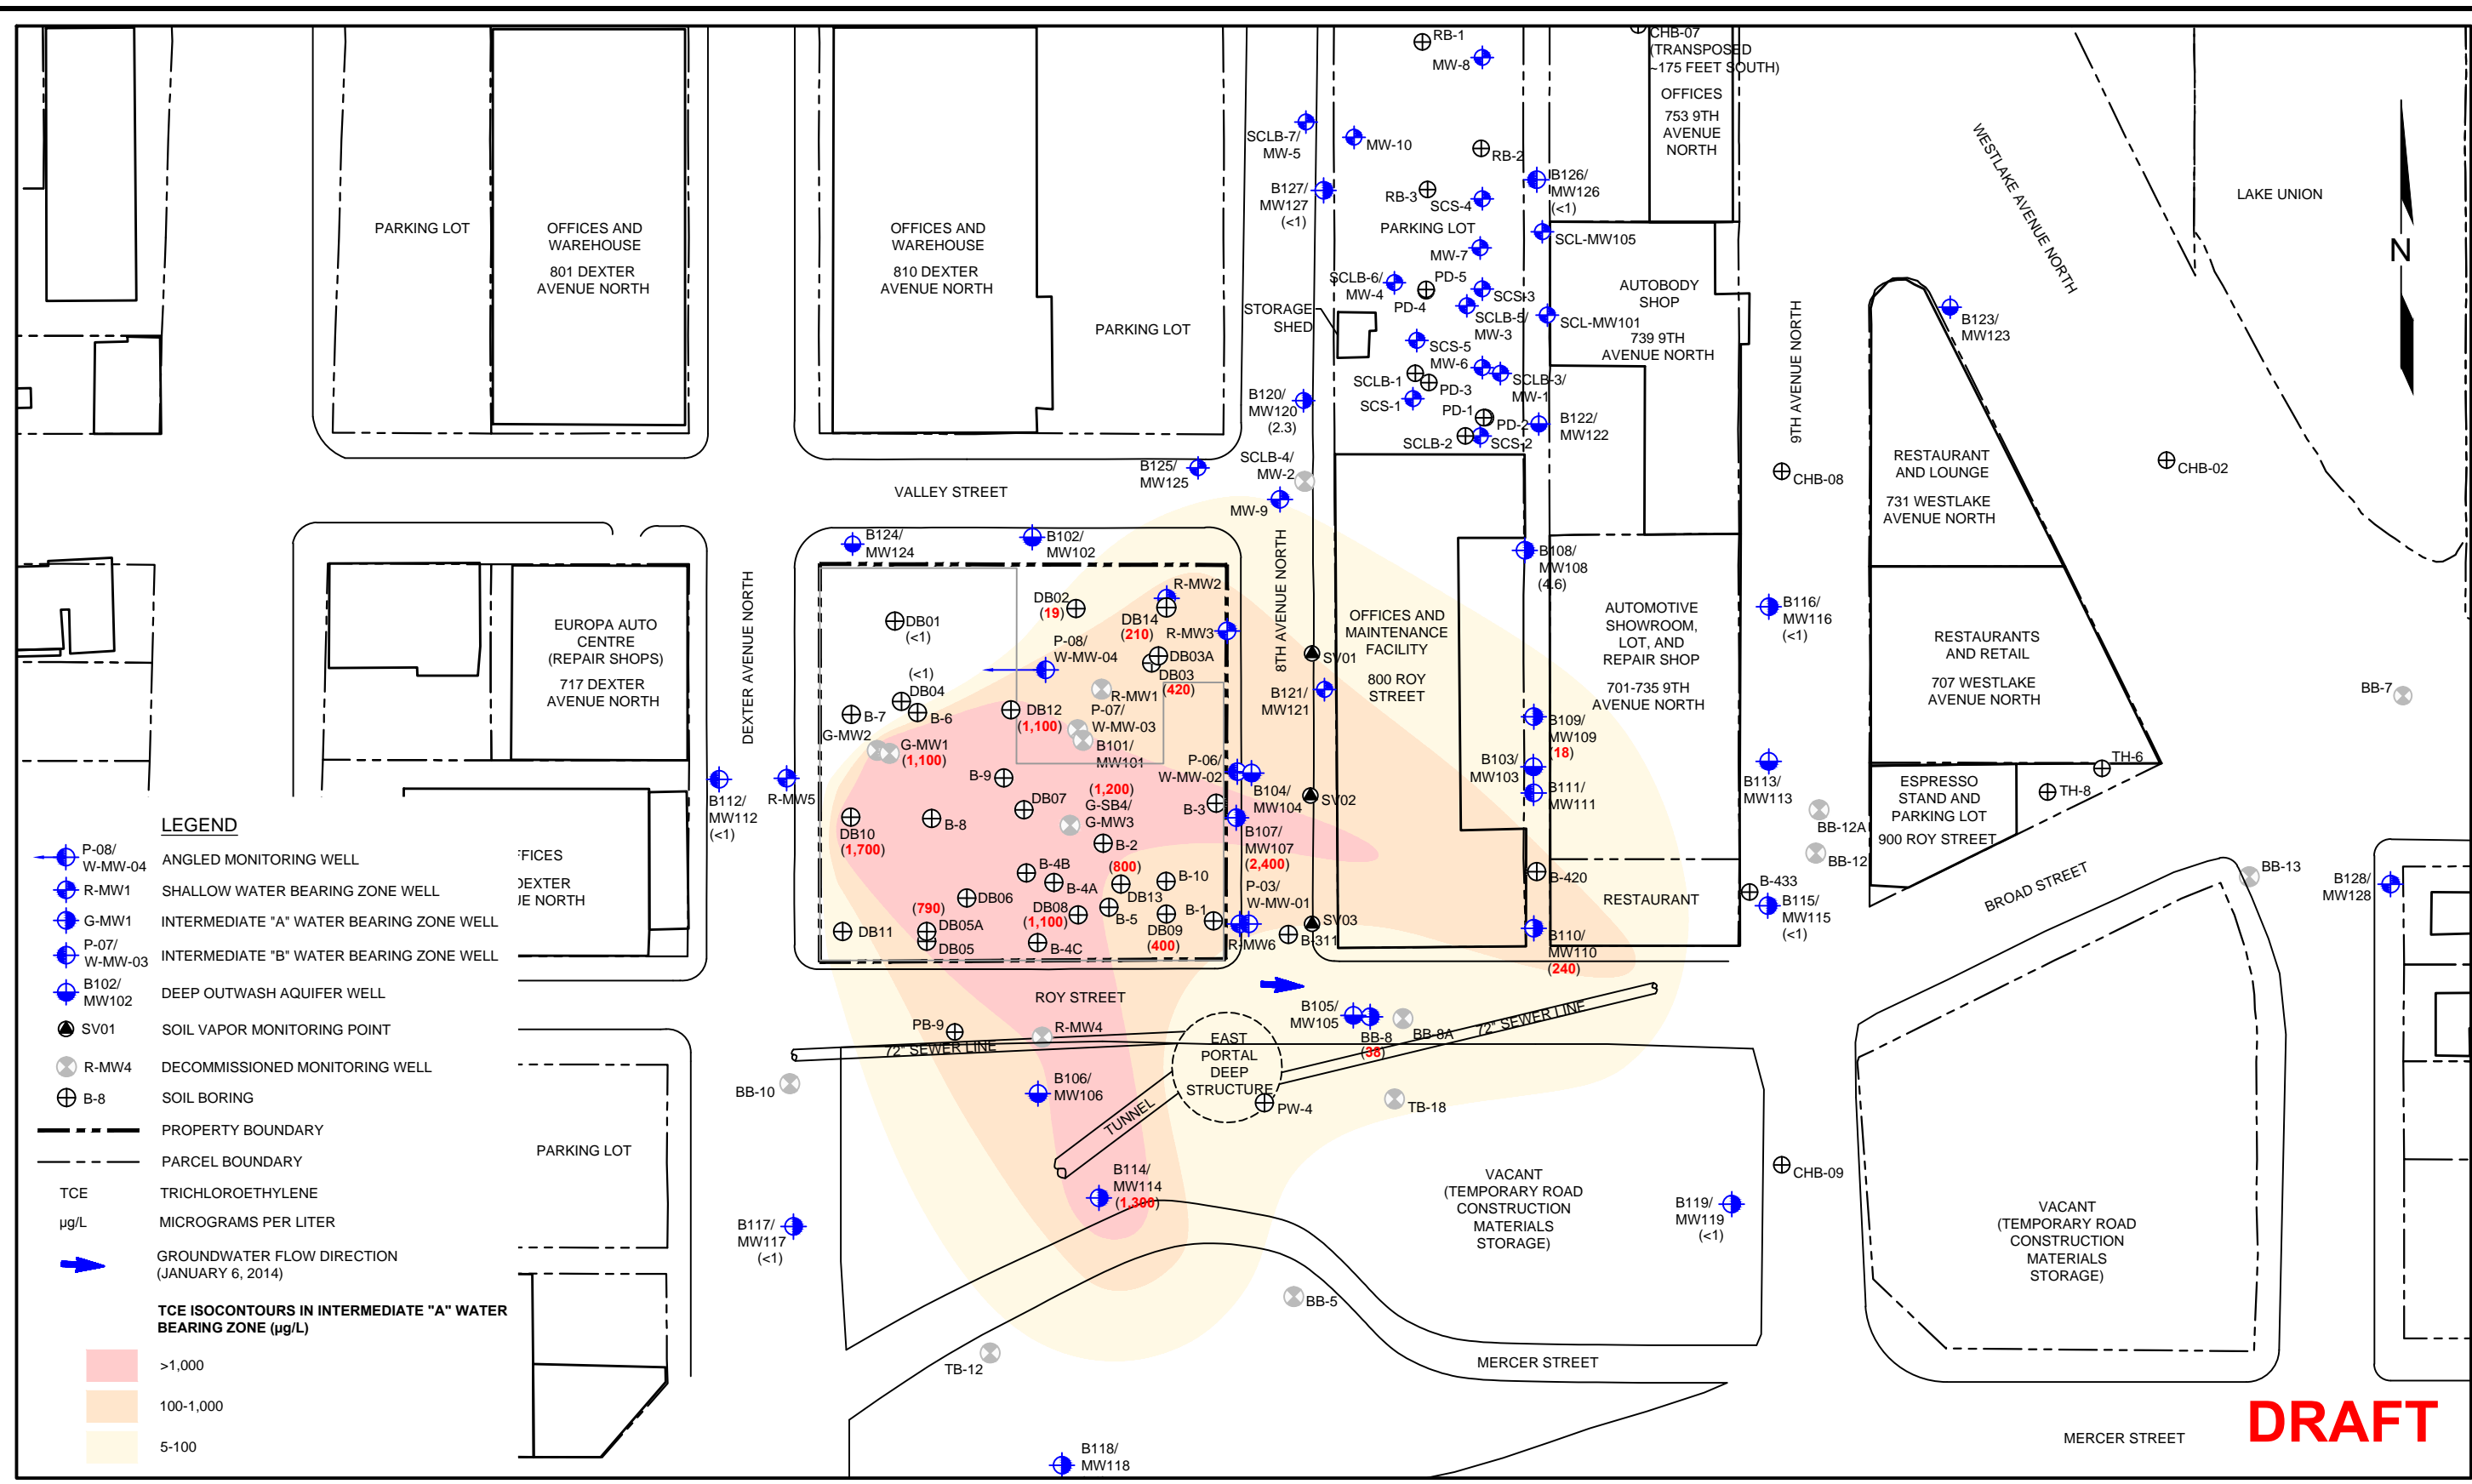 RB-1
MW-8
CHB-07
(TRANSPOSED
~175 FEET SOUTH)
OFFICES
753 9TH
AVENUE
NORTH
SCLB-7/
MW-5
MW-10
RB-2
B127/
MW127
(<1)
RB-3
SCS-4
B126/
MW126
(<1)
PARKING LOT
MW-7
SCL-MW105
SCLB-6/
MW-4
PD-5
PD-4
SCS-3
SCLB-5/
MW-3
SCL-MW101
AUTOBODY
SHOP
739 9TH
AVENUE NORTH
STORAGE
SHED
SCS-5
MW-6
SCLB-3/
MW-1
SCLB-1
PD-3
SCS-1
PD-1
PD-2
SCLB-2
SCS-2
B122/
MW122
B120/
MW120
(2.3)
PARKING LOT
OFFICES AND
WAREHOUSE
801 DEXTER
AVENUE NORTH
OFFICES AND
WAREHOUSE
810 DEXTER
AVENUE NORTH
PARKING LOT
WESTLAKE AVENUE NORTH
LAKE UNION
N
9TH AVENUE NORTH
B123/
MW123
CHB-08
CHB-02
RESTAURANT
AND LOUNGE
731 WESTLAKE
AVENUE NORTH
B125/
MW125
SCLB-4/
MW-2
MW-9
VALLEY STREET
B124/
MW124
B102/
MW102
8TH AVENUE NORTH
B108/
MW108
(4.6)
DEXTER AVENUE NORTH
EUROPA AUTO
CENTRE
(REPAIR SHOPS)
717 DEXTER
AVENUE NORTH
DB01
(<1)
DB02
(19)
R-MW2
DB14
(210)
R-MW3
P-08/
W-MW-04
DB03A
DB03
(420)
R-MW1
(<1)
DB04
B-7
B-6
G-MW2
G-MW1
(1,100)
DB12
(1,100)
P-07/
W-MW-03
B101/
MW101
SV01
B121/
MW121
OFFICES AND
MAINTENANCE
FACILITY
800 ROY
STREET
AUTOMOTIVE
SHOWROOM,
LOT, AND
REPAIR SHOP
701-735 9TH
AVENUE NORTH
B116/
MW116
(<1)
RESTAURANTS
AND RETAIL
707 WESTLAKE
AVENUE NORTH
BB-7
B109/
MW109
(18)
B103/
MW103
B111/
MW111
B113/
MW113
TH-6
TH-8
ESPRESSO
STAND AND
PARKING LOT
900 ROY STREET
BB-12A
BB-12
B112/
MW112
(<1)
R-MW5
B-9
P-06/
W-MW-02
B104/
MW104
SV02
(1,200)
G-SB4/
G-MW3
DB07
B-3
DB10
(1,700)
B-8
B-2
B107/
MW107
(2,400)
B-4B
B-4A
(800)
B-10
DB13
DB06
DB08
(1,100)
B-5
B-1
DB09
(400)
P-03/
W-MW-01
R-MW6
B-311
SV03
(790)
DB05A
DB05
DB11
B-4C
B-420
RESTAURANT
B-433
B115/
MW115
(<1)
B110/
MW110
(240)
BROAD STREET
BB-13
B128/
MW128
FFICES
DEXTER
UE NORTH
ROY STREET
PB-9
R-MW4
72" SEWER LINE
EAST
PORTAL
DEEP
STRUCTURE
B105/
MW105
BB-8
(38)
BB-8A
72" SEWER LINE
BB-10
B106/
MW106
TUNNEL
PW-4
TB-18
PARKING LOT
B114/
MW114
(1,300)
B117/
MW117
(<1)
BB-5
TB-12
B118/
MW118
VACANT
(TEMPORARY ROAD
CONSTRUCTION
MATERIALS
STORAGE)
B119/
MW119
(<1)
CHB-09
VACANT
(TEMPORARY ROAD
CONSTRUCTION
MATERIALS
STORAGE)
MERCER STREET
MERCER STREET
DRAFT
LEGEND
P-08/
W-MW-04 ANGLED MONITORING WELL
R-MW1 SHALLOW WATER BEARING ZONE WELL
G-MW1 INTERMEDIATE "A" WATER BEARING ZONE WELL
P-07/
W-MW-03 INTERMEDIATE "B" WATER BEARING ZONE WELL
B102/
MW102 DEEP OUTWASH AQUIFER WELL
SV01 SOIL VAPOR MONITORING POINT
R-MW4 DECOMMISSIONED MONITORING WELL
B-8 SOIL BORING
PROPERTY BOUNDARY
PARCEL BOUNDARY
TCE TRICHLOROETHYLENE
µg/L MICROGRAMS PER LITER
GROUNDWATER FLOW DIRECTION
(JANUARY 6, 2014)
TCE ISOCONTOURS IN INTERMEDIATE "A" WATER
BEARING ZONE (µg/L)
>1,000
100-1,000
5-100